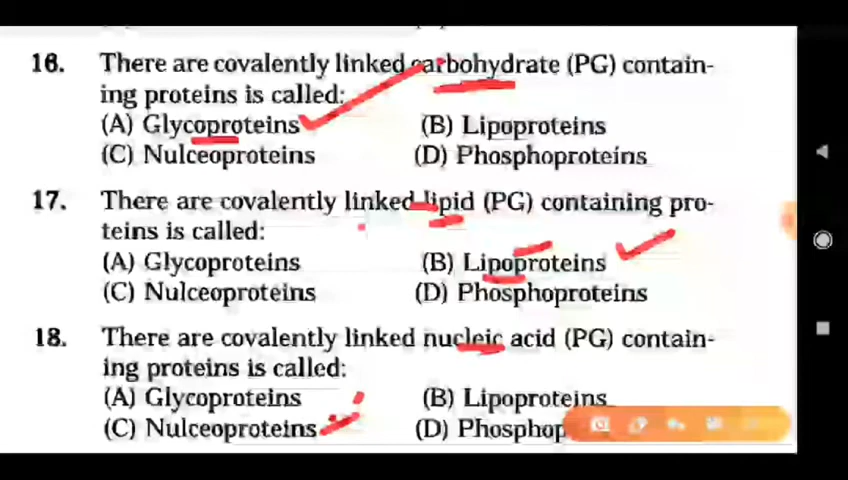 16. There are covalently linked carbohydrate (PG) contain-
ing proteins is called:
(A) Glycoproteins (B) Lipoproteins
(C) Nulceoproteins (D) Phosphoproteins
17. There are covalently linked lipid (PG) containing pro-
teins is called:
(A) Glycoproteins (B) Lipoproteins
(C) Nulceoproteins (D) Phosphoproteins
18. There are covalently linked nucleic acid (PG) contain-
ing proteins is called:
(A) Glycoproteins (B) Lipoproteins
(C) Nulceoproteins (D) Phosphop